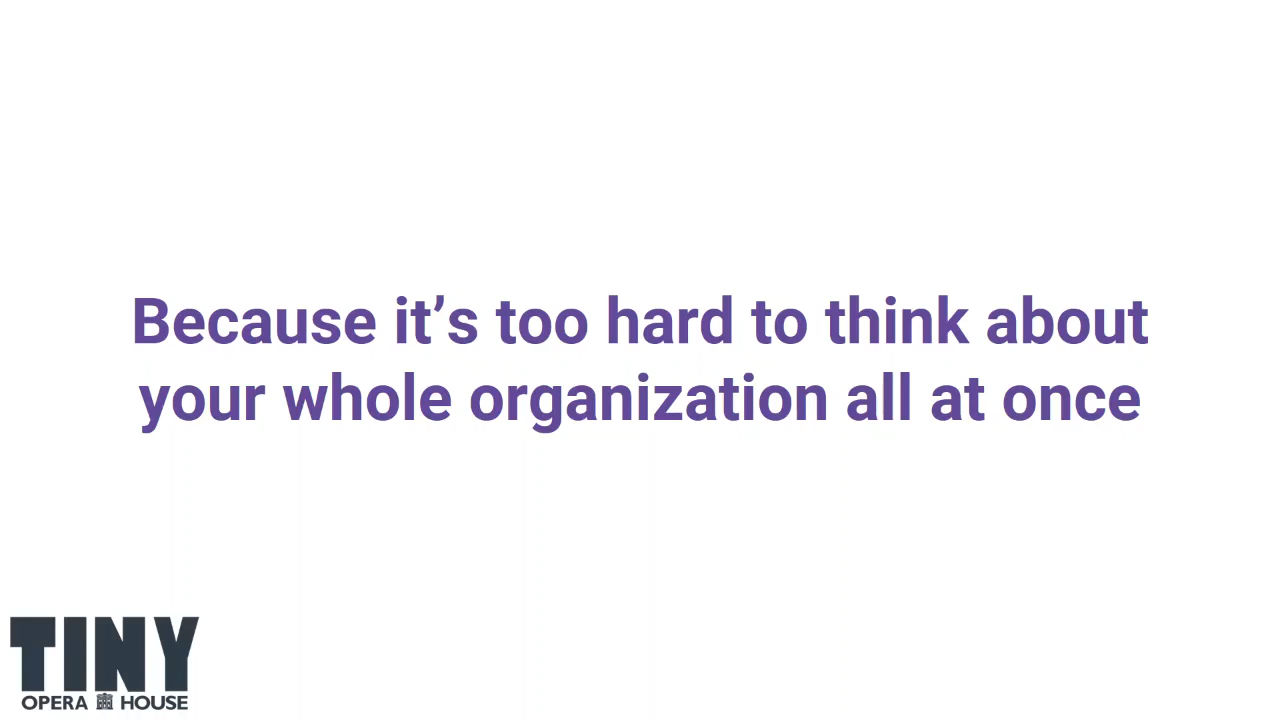 Because it’s too hard to think about
your whole organization all at once
TINY
OPERA HOUSE